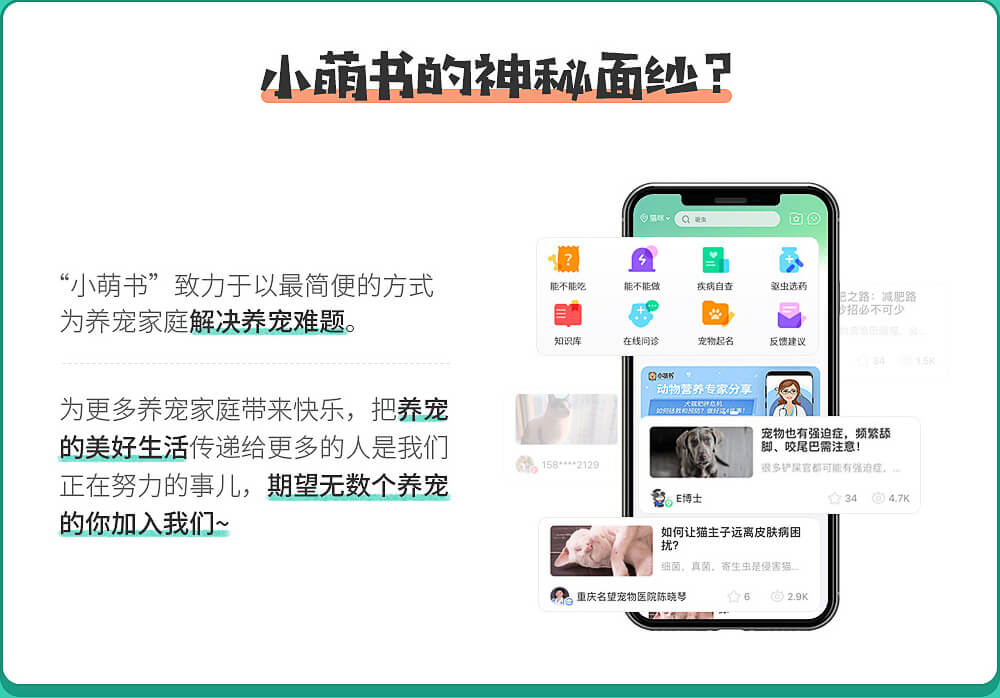 小萌书的神秘面纱?
“小萌书”致力于以最简便的方式
为养宠家庭解决养宠难题。
为更多养宠家庭带来快乐，把养宠
的美好生活传递给更多的人是我们
正在努力的事儿，期望无数个养宠
的你加入我们~
猫咪
驱虫
能不能吃
能不能做
疾病自查
驱虫选药
知识库
在线问诊
宠物起名
反馈建议
之路：减肥路
招必不可少
34
1.5K
小萌书
动物营养专家分享
犬猫肥胖危机
158****2129
宠物也有强迫症，频繁舔
脚、咬尾巴需注意！
很多铲屎官都可能有强迫症，...
E博士
34
4.7K
如何让猫主子远离皮肤病困
扰?
细菌，真菌，寄生虫是侵害猫...
重庆名望宠物医院陈晓琴
6
2.9K